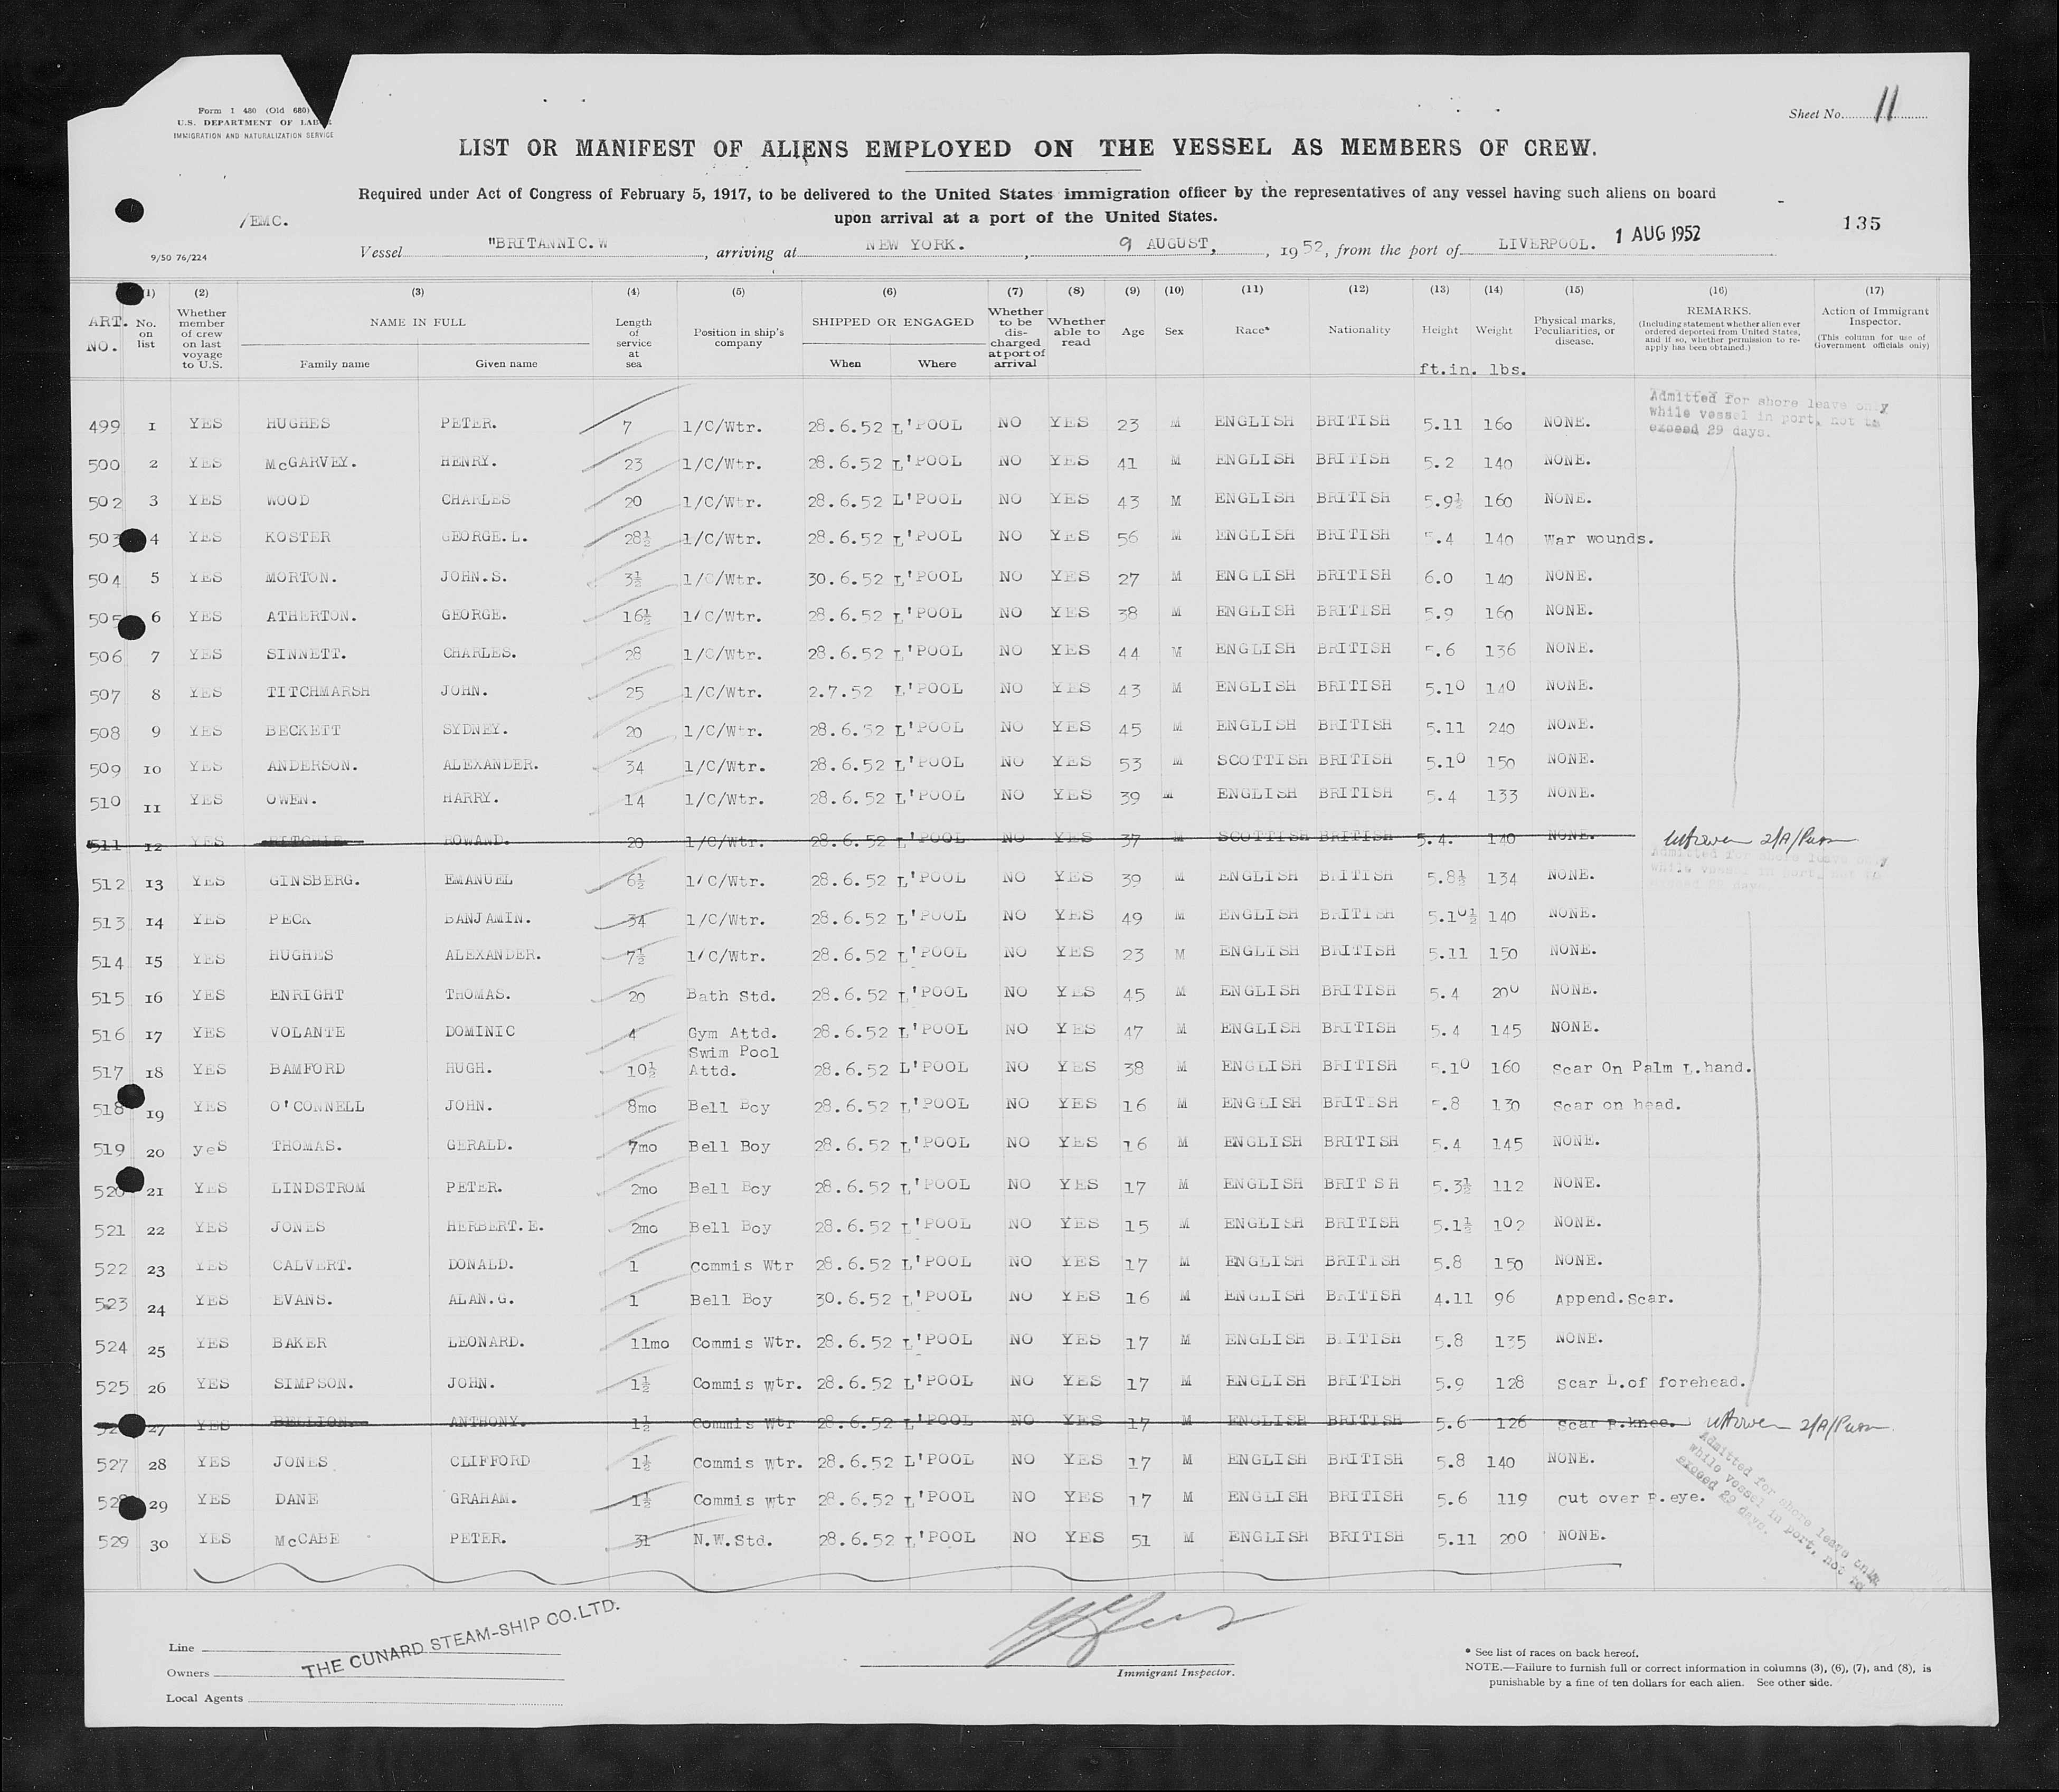 Form I 480 (Old 680)
U.S. DEPARTMENT OF LAB
IMMIGRATION AND NATURALIZATION SERVICE
Sheet No. 11
LIST OR MANIFEST OF ALIENS EMPLOYED ON THE VESSEL AS MEMBERS OF CREW.
Required under Act of Congress of February 5, 1917, to be delivered to the United States immigration officer by the representatives of any vessel having such aliens on board
upon arrival at a port of the United States.
/EMC.
135
9/50 76/224
Vessel "BRITANNIC.W , arriving at NEW YORK. , 9 AUGUST, , 19 52, from the port of LIVERPOOL. 1 AUG 1952
(1) (2) (3) (4) (5) (6) (7) (8) (9) (10) (11) (12) (13) (14) (15) (16) (17)
ART. NO. No. on list Whether member of crew on last voyage to U.S. NAME IN FULL Family name Given name Length of service at sea Position in ship's company SHIPPED OR ENGAGED When Where Whether to be discharged at port of arrival Whether able to read Age Sex Race* Nationality Height Weight Physical marks, Peculiarities, or disease. REMARKS. (Including statement whether alien ever ordered deported from United States, and if so, whether permission to re-apply has been obtained.) Action of Immigrant Inspector. (This column for use of Government officials only)
ft.in. lbs.
Admitted for shore leave only
while vessel in port, not to
exceed 29 days.
499 1 YES HUGHES PETER. 7 1/C/Wtr. 28.6.52 L'POOL NO YES 23 M ENGLISH BRITISH 5.11 160 NONE.
500 2 YES McGARVEY. HENRY. 23 1/C/Wtr. 28.6.52 L'POOL NO YES 41 M ENGLISH BRITISH 5.2 140 NONE.
502 3 YES WOOD CHARLES 20 1/C/Wtr. 28.6.52 L'POOL NO YES 43 M ENGLISH BRITISH 5.9½ 160 NONE.
503 4 YES KOSTER GEORGE.L. 28½ 1/C/Wtr. 28.6.52 L'POOL NO YES 56 M ENGLISH BRITISH 5.4 140 War wounds.
504 5 YES MORTON. JOHN.S. 3½ 1/C/Wtr. 30.6.52 L'POOL NO YES 27 M ENGLISH BRITISH 6.0 140 NONE.
505 6 YES ATHERTON. GEORGE. 16½ 1/C/Wtr. 28.6.52 L'POOL NO YES 38 M ENGLISH BRITISH 5.9 160 NONE.
506 7 YES SINNETT. CHARLES. 28 1/C/Wtr. 28.6.52 L'POOL NO YES 44 M ENGLISH BRITISH 5.6 136 NONE.
507 8 YES TITCHMARSH JOHN. 25 1/C/Wtr. 2.7.52 L'POOL NO YES 43 M ENGLISH BRITISH 5.10 140 NONE.
508 9 YES BECKETT SYDNEY. 20 1/C/Wtr. 28.6.52 L'POOL NO YES 45 M ENGLISH BRITISH 5.11 240 NONE.
509 10 YES ANDERSON. ALEXANDER. 34 1/C/Wtr. 28.6.52 L'POOL NO YES 53 M SCOTTISH BRITISH 5.10 150 NONE.
510 11 YES OWEN. HARRY. 14 1/C/Wtr. 28.6.52 L'POOL NO YES 39 M ENGLISH BRITISH 5.4 133 NONE.
511 12 YES RITCHIE. ROWAND. 20 1/C/Wtr. 28.6.52 L'POOL NO YES 37 M SCOTTISH BRITISH 5.4. 140 NONE.
Admitted for shore leave only
while vessel in port, not to
exceed 29 days.
512 13 YES GINSBERG. EMANUEL 6½ 1/C/Wtr. 28.6.52 L'POOL NO YES 39 M ENGLISH BRITISH 5.8½ 134 NONE.
513 14 YES PECK BANJAMIN. 34 1/C/Wtr. 28.6.52 L'POOL NO YES 49 M ENGLISH BRITISH 5.10½ 140 NONE.
514 15 YES HUGHES ALEXANDER. 7½ 1/C/Wtr. 28.6.52 L'POOL NO YES 23 M ENGLISH BRITISH 5.11 150 NONE.
515 16 YES ENRIGHT THOMAS. 20 Bath Std. 28.6.52 L'POOL NO YES 45 M ENGLISH BRITISH 5.4 200 NONE.
516 17 YES VOLANTE DOMINIC 4 Gym Attd. 28.6.52 L'POOL NO YES 47 M ENGLISH BRITISH 5.4 145 NONE.
517 18 YES BAMFORD HUGH. 10½ Swim Pool Attd. 28.6.52 L'POOL NO YES 38 M ENGLISH BRITISH 5.10 160 Scar On Palm L.hand.
518 19 YES O'CONNELL JOHN. 8mo Bell Boy 28.6.52 L'POOL NO YES 16 M ENGLISH BRITISH 5.8 130 Scar on head.
519 20 yes THOMAS. GERALD. 7mo Bell Boy 28.6.52 L'POOL NO YES 16 M ENGLISH BRITISH 5.4 145 NONE.
520 21 YES LINDSTROM PETER. 2mo Bell Boy 28.6.52 L'POOL NO YES 17 M ENGLISH BRIT SH 5.3½ 112 NONE.
521 22 YES JONES HERBERT.E. 2mo Bell Boy 28.6.52 L'POOL NO YES 15 M ENGLISH BRITISH 5.1½ 102 NONE.
522 23 YES CALVERT. DONALD. 1 Commis Wtr 28.6.52 L'POOL NO YES 17 M ENGLISH BRITISH 5.8 150 NONE.
523 24 YES EVANS. ALAN.G. 1 Bell Boy 30.6.52 L'POOL NO YES 16 M ENGLISH BRITISH 4.11 96 Append.Scar.
524 25 YES BAKER LEONARD. 11mo Commis Wtr. 28.6.52 L'POOL NO YES 17 M ENGLISH BRITISH 5.8 135 NONE.
525 26 YES SIMPSON. JOHN. 1½ Commis wtr. 28.6.52 L'POOL NO YES 17 M ENGLISH BRITISH 5.9 128 Scar L.of forehead.
52 27 YES ANTHONY. 1½ Commis Wtr 28.6.52 L'POOL NO YES 17 M ENGLISH BRITISH 5.6 126 Scar R.knee.
527 28 YES JONES CLIFFORD 1½ Commis wtr. 28.6.52 L'POOL NO YES 17 M ENGLISH BRITISH 5.8 140 NONE.
528 29 YES DANE GRAHAM. 1½ Commis wtr 28.6.52 L'POOL NO YES 17 M ENGLISH BRITISH 5.6 119 cut over R.eye.
529 30 YES McCABE PETER. 31 N.W.Std. 28.6.52 L'POOL NO YES 51 M ENGLISH BRITISH 5.11 200 NONE.
Admitted for shore leave only
while vessel in port, not to
exceed 29 days.
Line
Owners THE CUNARD STEAM-SHIP CO.LTD.
Local Agents
Immigrant Inspector.
* See list of races on back hereof.
NOTE.—Failure to furnish full or correct information in columns (3), (6), (7), and (8), is
punishable by a fine of ten dollars for each alien. See other side.